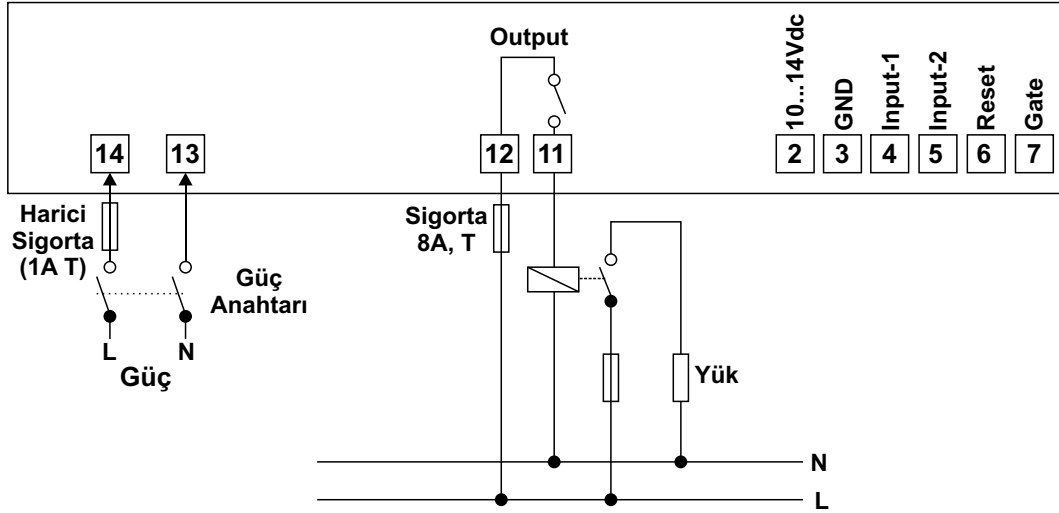 Output
10...14Vdc
GND
Input-1
Input-2
Reset
Gate
14
13
12
11
2
3
4
5
6
7
Harici
Sigorta
(1A T)
Güç
Anahtarı
L
N
Güç
Sigorta
8A, T
Yük
N
L